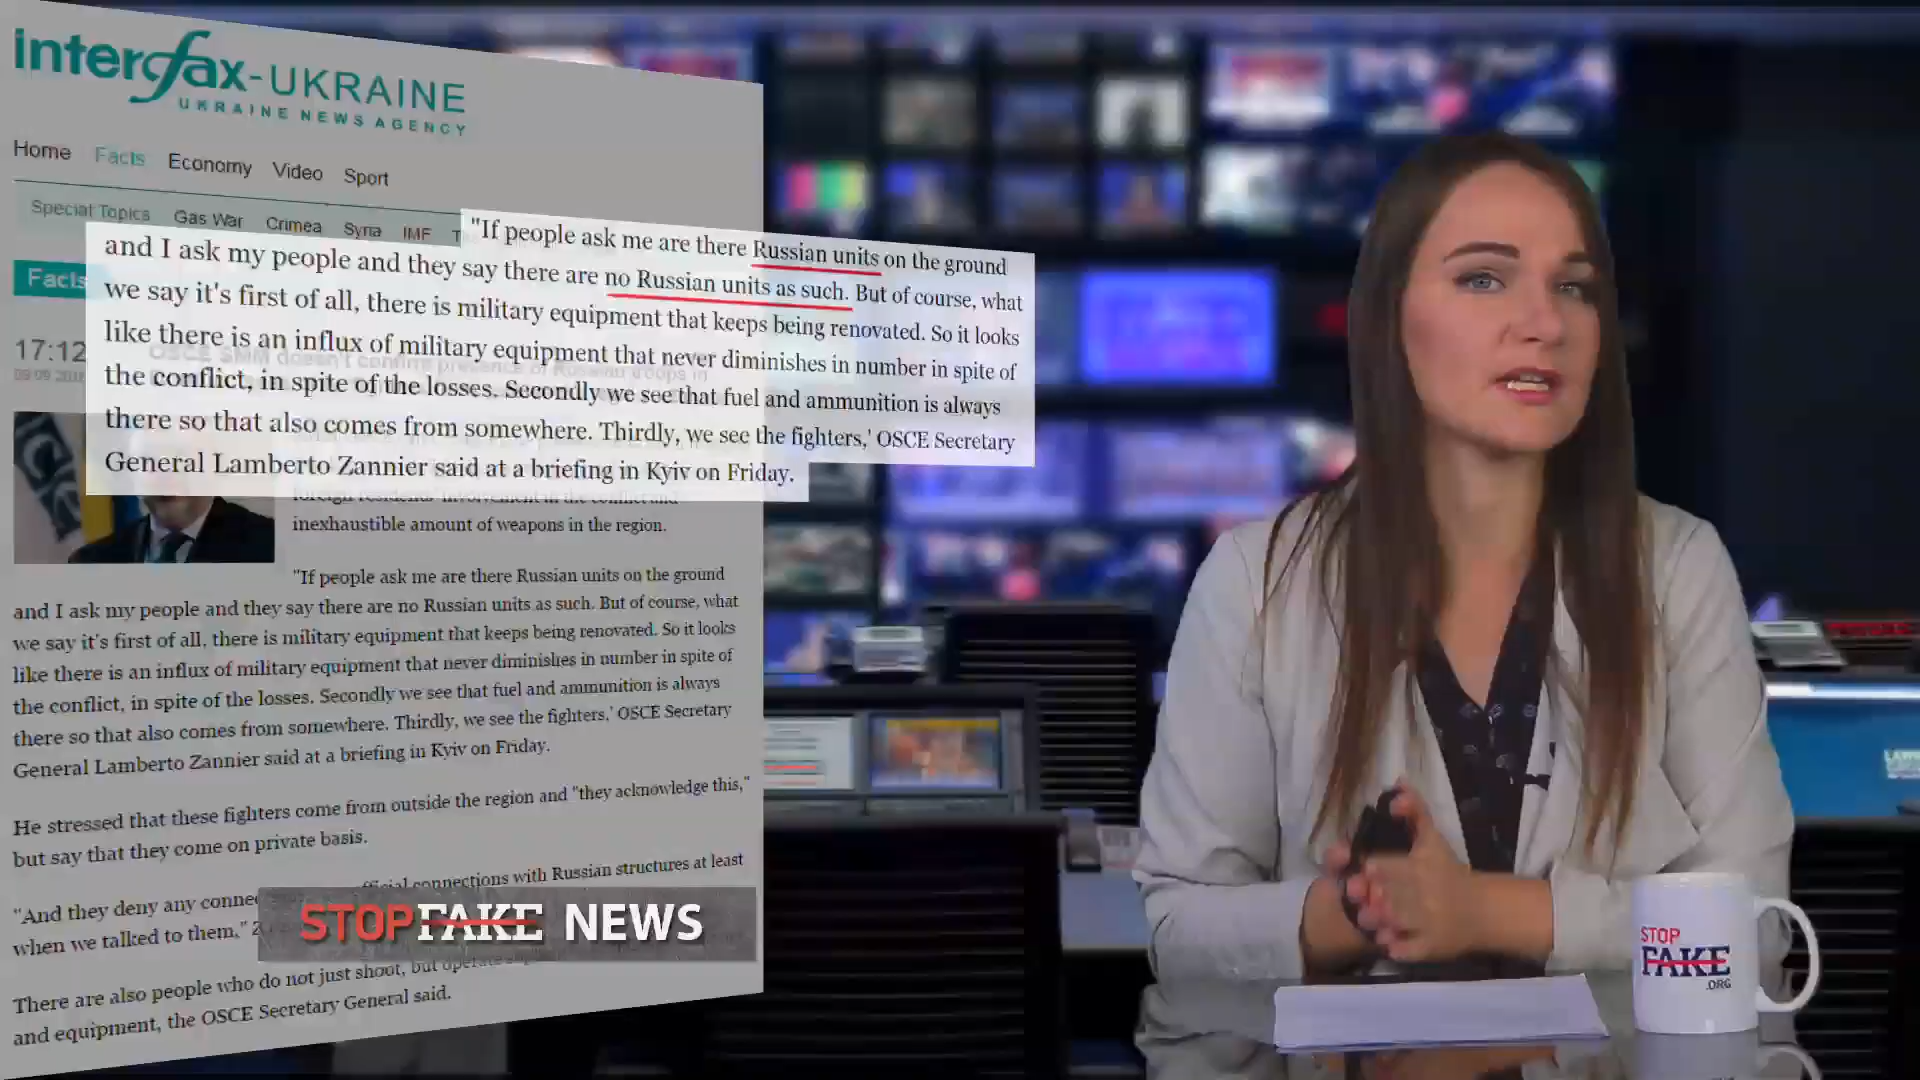 interfax-UKRAINE
UKRAINE NEWS AGENCY
Home Facts Economy Video Sport
Special Topics Gas War Crimea Syria IMF
Facts
"If people ask me are there Russian units on the ground
and I ask my people and they say there are no Russian units as such. But of course, what
we say it's first of all, there is military equipment that keeps being renovated. So it looks
like there is an influx of military equipment that never diminishes in number in spite of
the conflict, in spite of the losses. Secondly we see that fuel and ammunition is always
there so that also comes from somewhere. Thirdly, we see the fighters,' OSCE Secretary
General Lamberto Zannier said at a briefing in Kyiv on Friday.
17:12
inexhaustible amount of weapons in the region.
"If people ask me are there Russian units on the ground
and I ask my people and they say there are no Russian units as such. But of course, what
we say it's first of all, there is military equipment that keeps being renovated. So it looks
like there is an influx of military equipment that never diminishes in number in spite of
the conflict, in spite of the losses. Secondly we see that fuel and ammunition is always
there so that also comes from somewhere. Thirdly, we see the fighters,' OSCE Secretary
General Lamberto Zannier said at a briefing in Kyiv on Friday.
He stressed that these fighters come from outside the region and "they acknowledge this,"
but say that they come on private basis.
"And they deny any connec official connections with Russian structures at least
when we talked to them,"
There are also people who do not just shoot, but
and equipment, the OSCE Secretary General said.
STOPFAKE NEWS
STOP
FAKE
.ORG